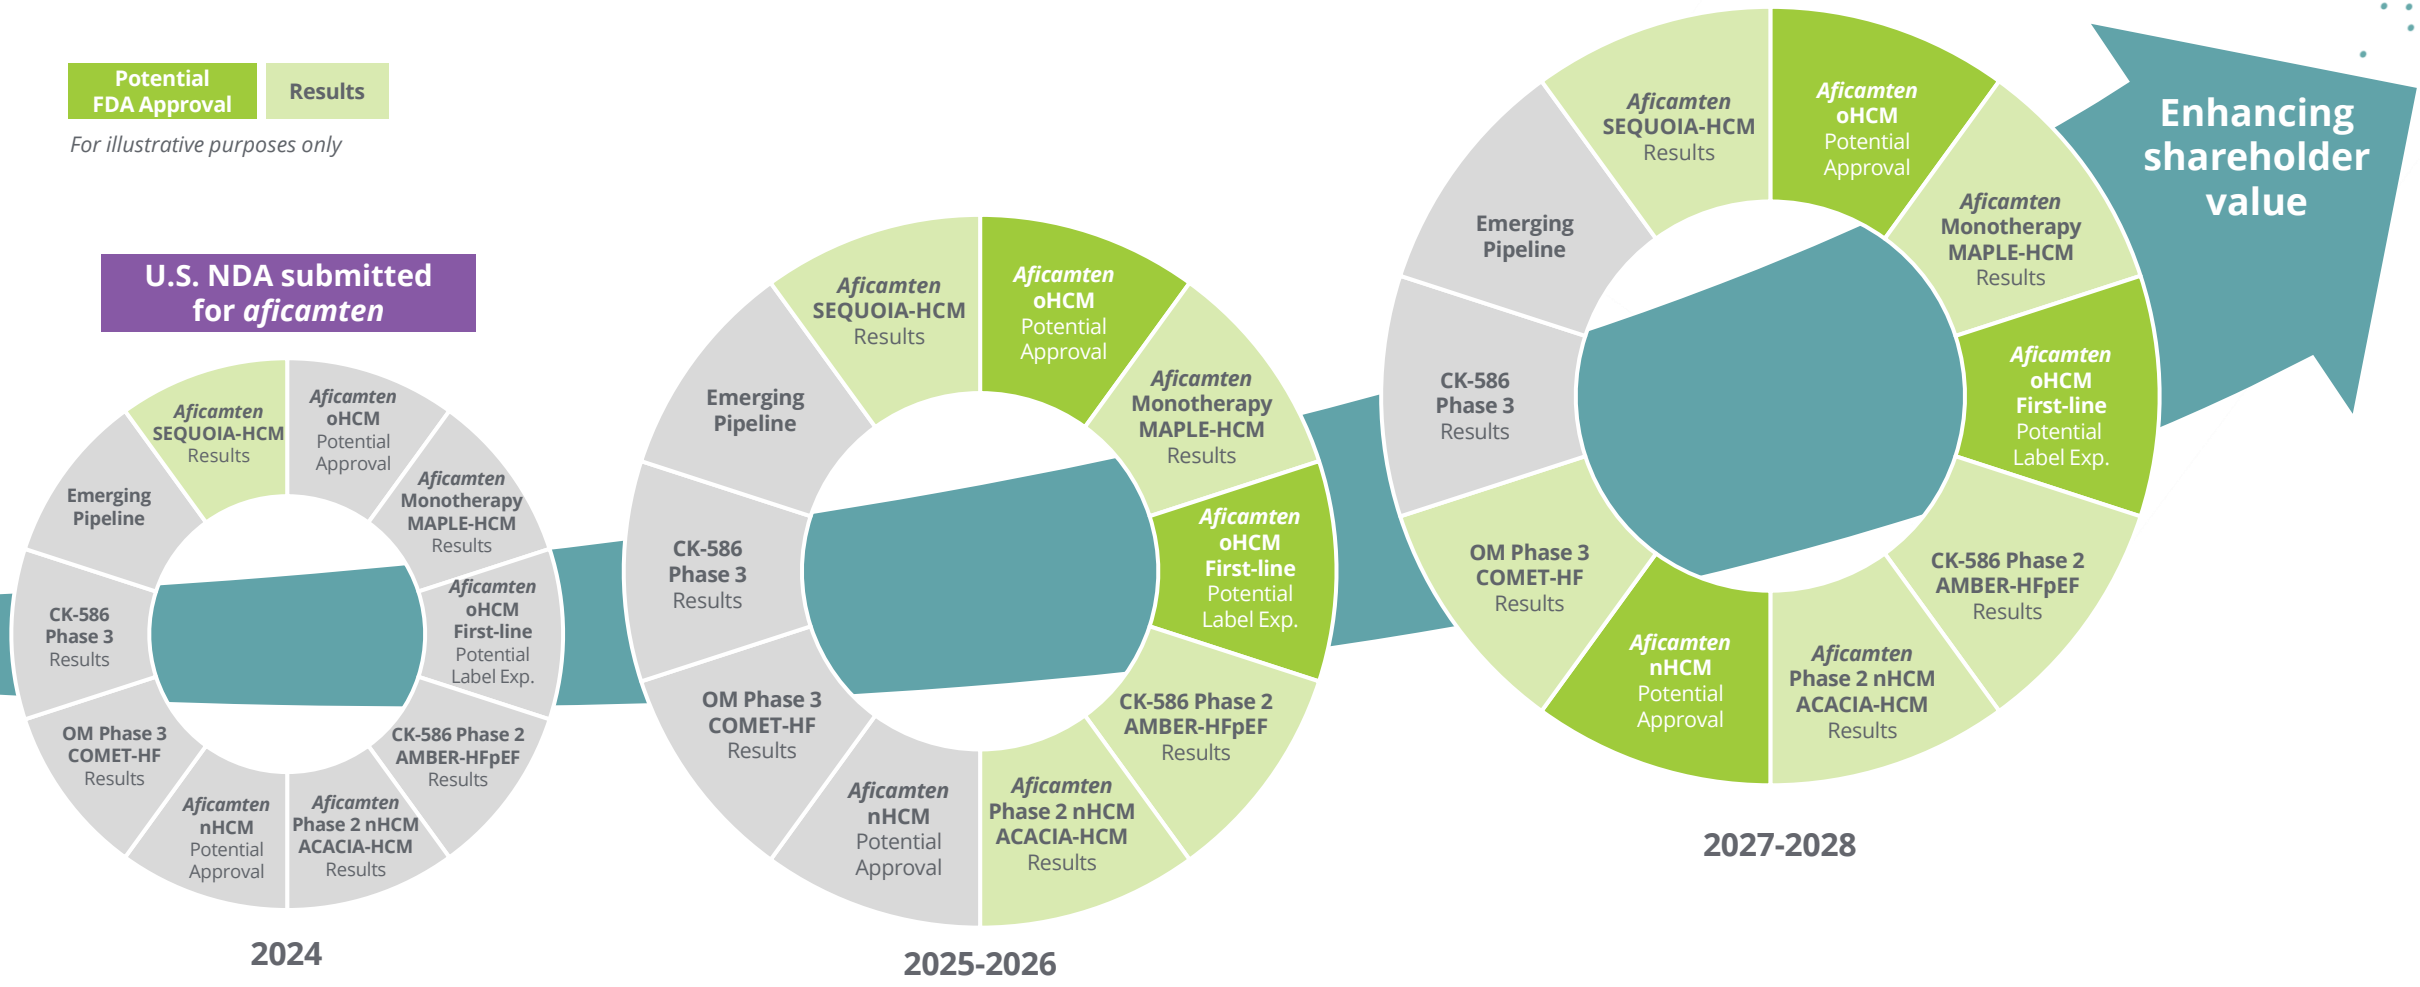 Potential
FDA Approval
Results
For illustrative purposes only
U.S. NDA submitted
for aficamten
Aficamten
SEQUOIA-HCM
Results
Aficamten
oHCM
Potential
Approval
Aficamten
Monotherapy
MAPLE-HCM
Results
Aficamten
oHCM
First-line
Potential
Label Exp.
CK-586 Phase 2
AMBER-HFpEF
Results
Aficamten
Phase 2 nHCM
ACACIA-HCM
Results
Aficamten
nHCM
Potential
Approval
OM Phase 3
COMET-HF
Results
CK-586
Phase 3
Results
Emerging
Pipeline
2024
Aficamten
SEQUOIA-HCM
Results
Aficamten
oHCM
Potential
Approval
Aficamten
Monotherapy
MAPLE-HCM
Results
Aficamten
oHCM
First-line
Potential
Label Exp.
CK-586 Phase 2
AMBER-HFpEF
Results
Aficamten
Phase 2 nHCM
ACACIA-HCM
Results
Aficamten
nHCM
Potential
Approval
OM Phase 3
COMET-HF
Results
CK-586
Phase 3
Results
Emerging
Pipeline
2025-2026
Aficamten
SEQUOIA-HCM
Results
Aficamten
oHCM
Potential
Approval
Aficamten
Monotherapy
MAPLE-HCM
Results
Aficamten
oHCM
First-line
Potential
Label Exp.
CK-586 Phase 2
AMBER-HFpEF
Results
Aficamten
Phase 2 nHCM
ACACIA-HCM
Results
Aficamten
nHCM
Potential
Approval
OM Phase 3
COMET-HF
Results
CK-586
Phase 3
Results
Emerging
Pipeline
2027-2028
Enhancing
shareholder
value